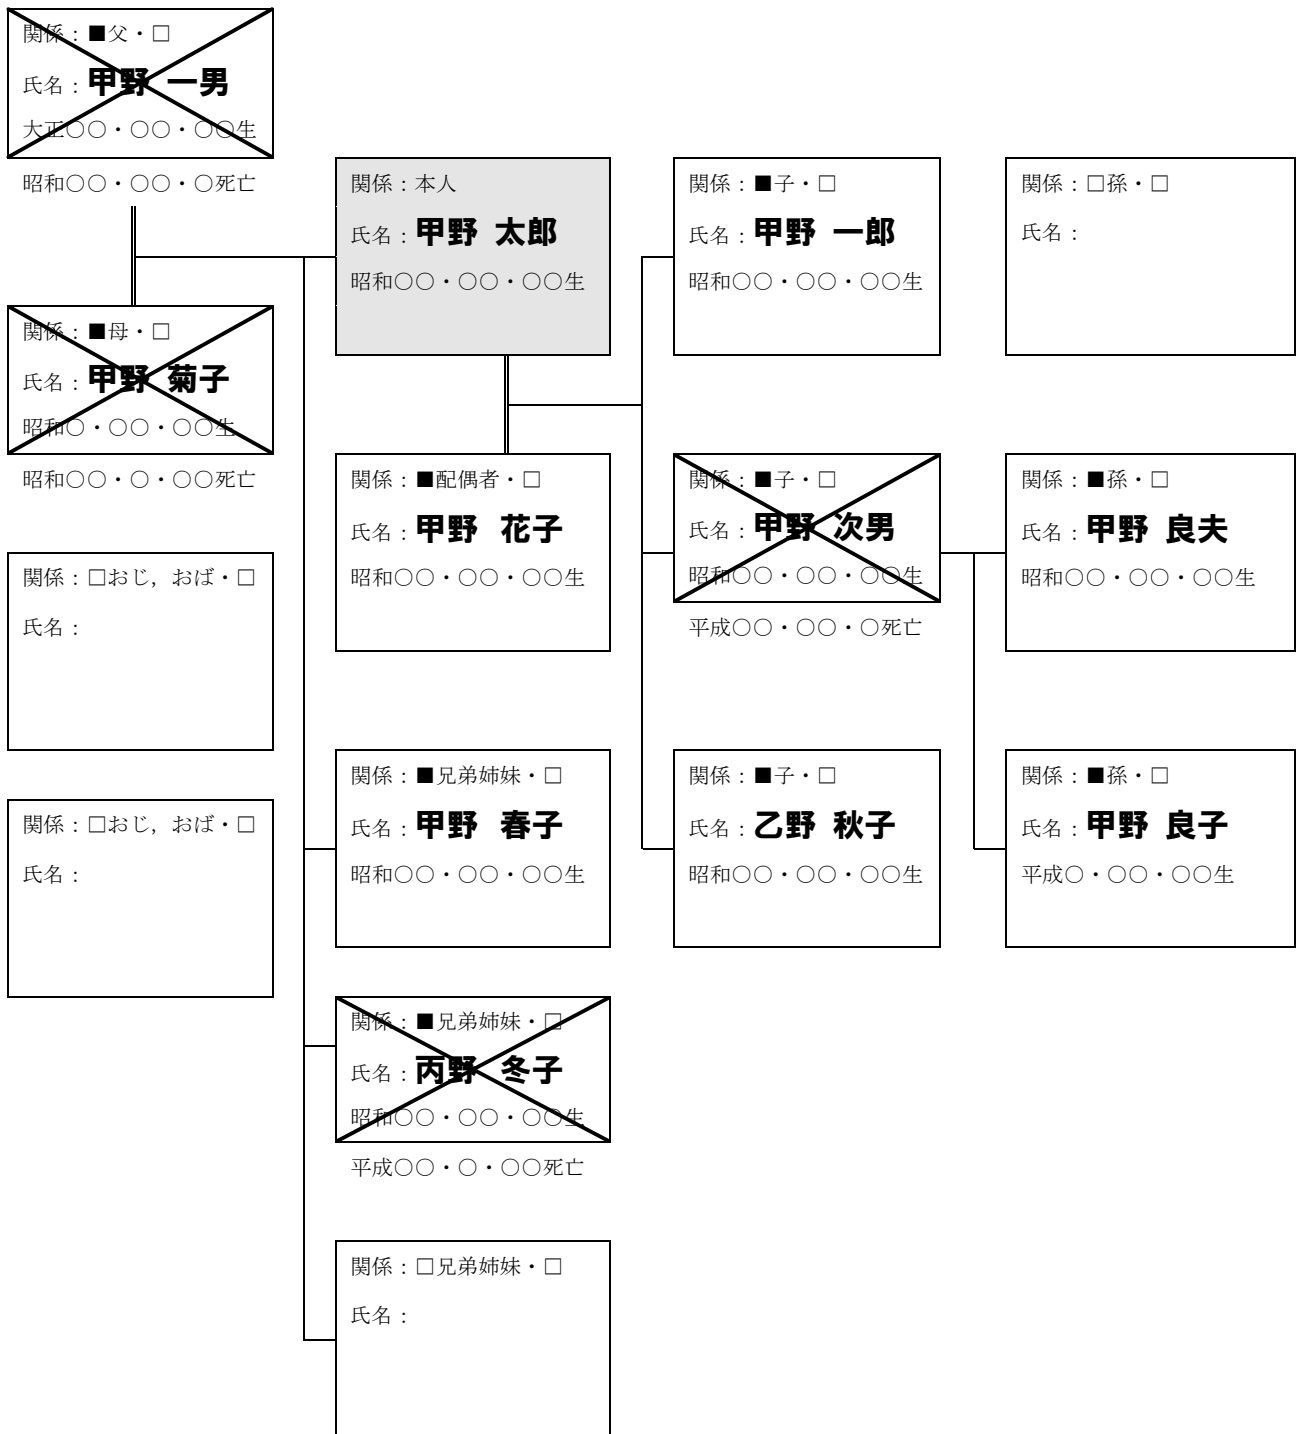 関係：■父・□
氏名：甲野 一男
大正○○・○○・○○生
昭和○○・○○・○死亡
関係：■母・□
氏名：甲野 菊子
昭和○・○○・○○生
昭和○○・○・○○死亡
関係：□おじ，おば・□
氏名：
関係：□おじ，おば・□
氏名：
関係：本人
氏名：甲野 太郎
昭和○○・○○・○○生
関係：■配偶者・□
氏名：甲野 花子
昭和○○・○○・○○生
関係：■兄弟姉妹・□
氏名：甲野 春子
昭和○○・○○・○○生
関係：■兄弟姉妹・□
氏名：丙野 冬子
昭和○○・○○・○○生
平成○○・○・○○死亡
関係：□兄弟姉妹・□
氏名：
関係：■子・□
氏名：甲野 一郎
昭和○○・○○・○○生
関係：■子・□
氏名：甲野 次男
昭和○○・○○・○○生
平成○○・○○・○死亡
関係：■子・□
氏名：乙野 秋子
昭和○○・○○・○○生
関係：□孫・□
氏名：
関係：■孫・□
氏名：甲野 良夫
昭和○○・○○・○○生
関係：■孫・□
氏名：甲野 良子
平成○・○○・○○生